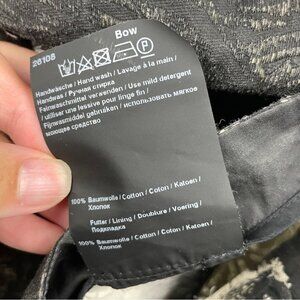 26108
Bow
Handwäsche / Hand wash / Lavage à la main /
Handwas / Ручная стирка
Feinwaschmittel verwenden / Use mild detergent
/ utiliser une lessive pour linge fin /
Fijnwasmiddel gebruiken / использовать мягкое
моющее средство
100% Baumwolle / Cotton / Coton / Katoen /
Хлопок
Futter / Lining / Doublure / Voering /
Подкладка
100% Baumwolle / Cotton / Coton / Katoen /
Хлопок